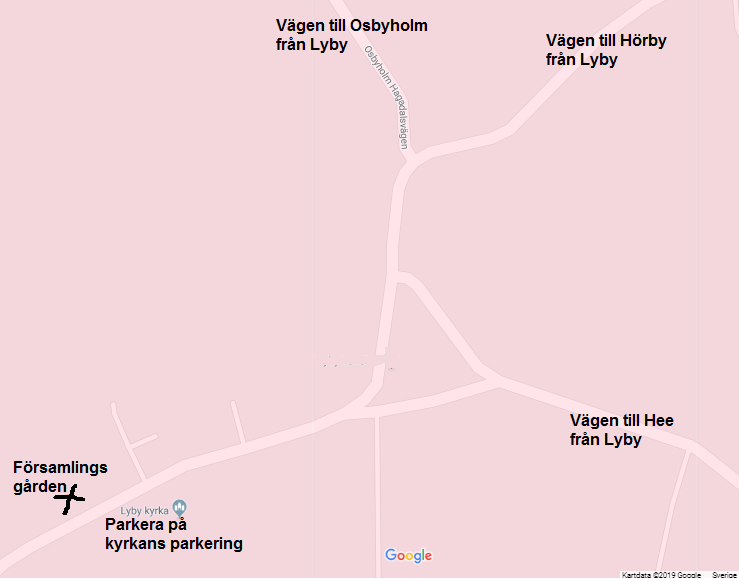 Vägen till Osbyholm
från Lyby
Vägen till Hörby
från Lyby
Osbyholm Hagadalsvägen
Vägen till Hee
från Lyby
Församlings
gården
Lyby kyrka
Parkera på
kyrkans parkering
Google
Kartdata ©2019 Google Sverige